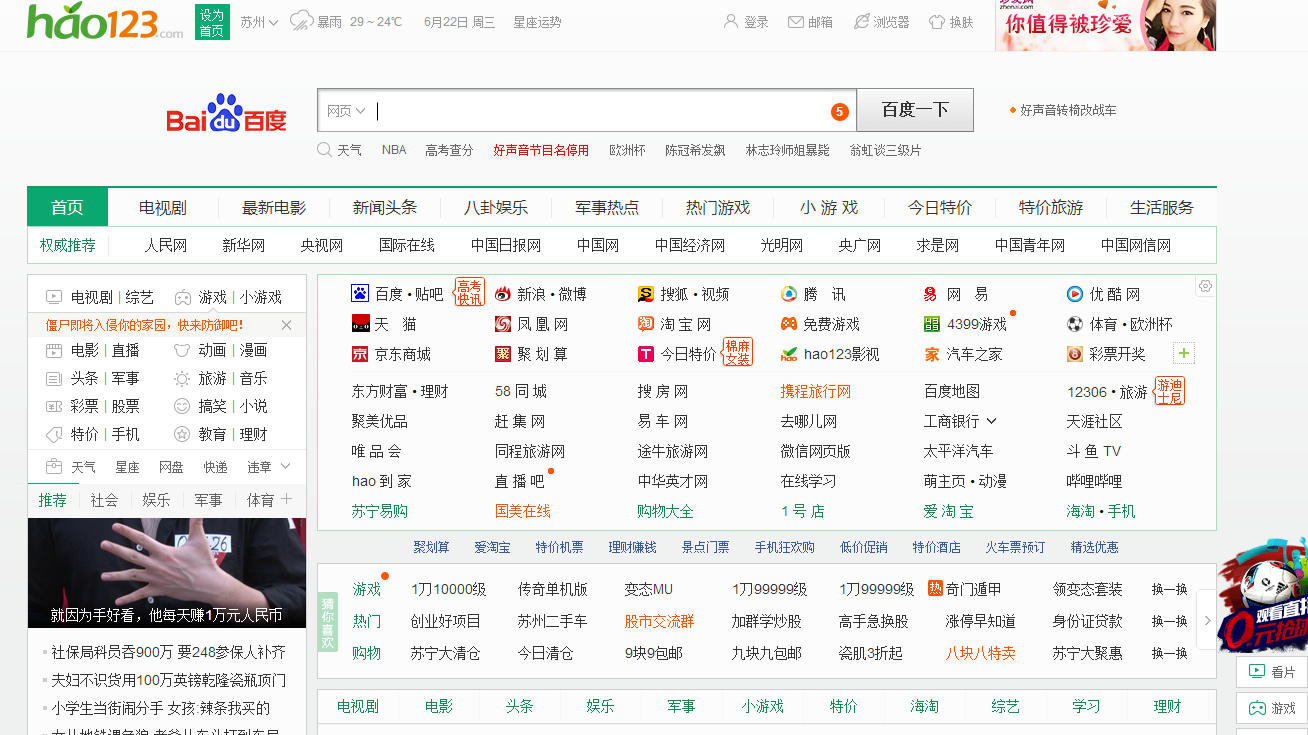 hao123.com 设为首页 苏州 暴雨 29 ~ 24℃ 6月22日 周三 星座运势 登录 邮箱 浏览器 换肤
zhenai.com
你值得被珍爱
Bai du 百度 网页 5 百度一下 好声音转椅改战车
天气 NBA 高考查分 好声音节目名停用 欧洲杯 陈冠希发飙 林志玲师姐暴毙 翁虹谈三级片
首页 电视剧 最新电影 新闻头条 八卦娱乐 军事热点 热门游戏 小 游 戏 今日特价 特价旅游 生活服务
权威推荐 人民网 新华网 央视网 国际在线 中国日报网 中国网 中国经济网 光明网 央广网 求是网 中国青年网 中国网信网
电视剧 | 综艺 游戏 | 小游戏
僵尸即将入侵你的家园，快来防御吧!
电影 | 直播 动画 | 漫画
头条 | 军事 旅游 | 音乐
彩票 | 股票 搞笑 | 小说
特价 | 手机 教育 | 理财
天气 星座 网盘 快递 违章
推荐 社会 娱乐 军事 体育
就因为手好看，他每天赚1万元人民币
社保局科员吞900万 要248参保人补齐
夫妇不识货用100万英镑乾隆瓷瓶顶门
小学生当街闹分手 女孩:辣条我买的
百度 • 贴吧 高考快讯 新浪 • 微博 搜狐 • 视频 腾 讯 网 易 优 酷 网
天 猫 凤 凰 网 淘 宝 网 免费游戏 4399游戏 体育 • 欧洲杯
京东商城 聚 划 算 今日特价 棉麻女装 hao123影视 汽车之家 彩票开奖
东方财富 • 理财 58 同 城 搜 房 网 携程旅行网 百度地图 12306 • 旅游 游迪士尼
聚美优品 赶 集 网 易 车 网 去哪儿网 工商银行 天涯社区
唯 品 会 同程旅游网 途牛旅游网 微信网页版 太平洋汽车 斗 鱼 TV
hao 到 家 直 播 吧 中华英才网 在线学习 萌主页 • 动漫 哔哩哔哩
苏宁易购 国美在线 购物大全 1 号 店 爱 淘 宝 海淘 • 手机
聚划算 爱淘宝 特价机票 理财赚钱 景点门票 手机狂欢购 低价促销 特价酒店 火车票预订 精选优惠
猜你喜欢
游戏 1刀10000级 传奇单机版 变态MU 1刀99999级 1刀99999级 热 奇门遁甲 领变态套装 换一换
热门 创业好项目 苏州二手车 股市交流群 加群学炒股 高手急换股 涨停早知道 身份证贷款 换一换
购物 苏宁大清仓 今日清仓 9块9包邮 九块九包邮 瓷肌3折起 八块八特卖 苏宁大聚惠 换一换
电视剧 电影 头条 娱乐 军事 小游戏 特价 海淘 综艺 学习 理财
观看直播
0元抢球
看片
游戏